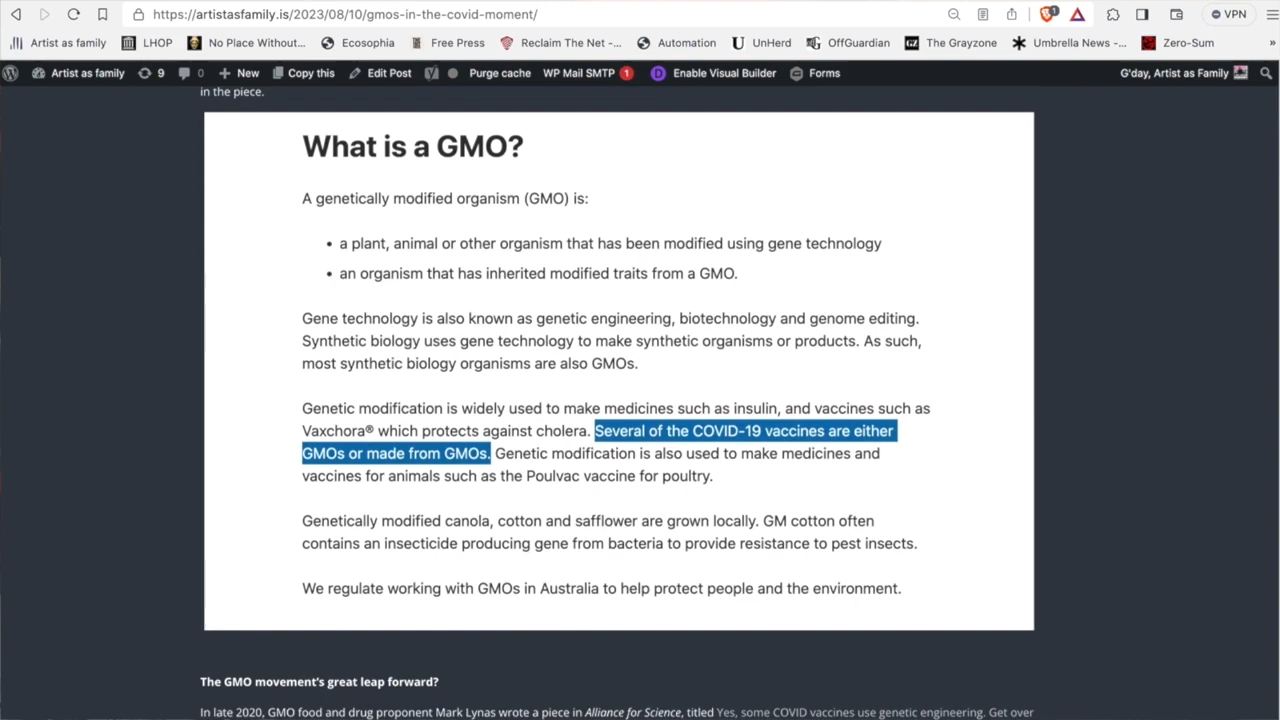 https://artistasfamily.is/2023/08/10/gmos-in-the-covid-moment/
1
VPN
Artist as family LHOP No Place Without... Ecosophia Free Press Reclaim The Net -... Automation UnHerd OffGuardian The Grayzone Umbrella News -... Zero-Sum »
Artist as family 9 0 New Copy this Edit Post Purge cache WP Mail SMTP 1 Enable Visual Builder Forms G'day, Artist as Family
in the piece.
What is a GMO?
A genetically modified organism (GMO) is:
• a plant, animal or other organism that has been modified using gene technology
• an organism that has inherited modified traits from a GMO.
Gene technology is also known as genetic engineering, biotechnology and genome editing.
Synthetic biology uses gene technology to make synthetic organisms or products. As such,
most synthetic biology organisms are also GMOs.
Genetic modification is widely used to make medicines such as insulin, and vaccines such as
Vaxchora® which protects against cholera. Several of the COVID-19 vaccines are either
GMOs or made from GMOs. Genetic modification is also used to make medicines and
vaccines for animals such as the Poulvac vaccine for poultry.
Genetically modified canola, cotton and safflower are grown locally. GM cotton often
contains an insecticide producing gene from bacteria to provide resistance to pest insects.
We regulate working with GMOs in Australia to help protect people and the environment.
The GMO movement's great leap forward?
In late 2020, GMO food and drug proponent Mark Lynas wrote a piece in Alliance for Science, titled Yes, some COVID vaccines use genetic engineering. Get over